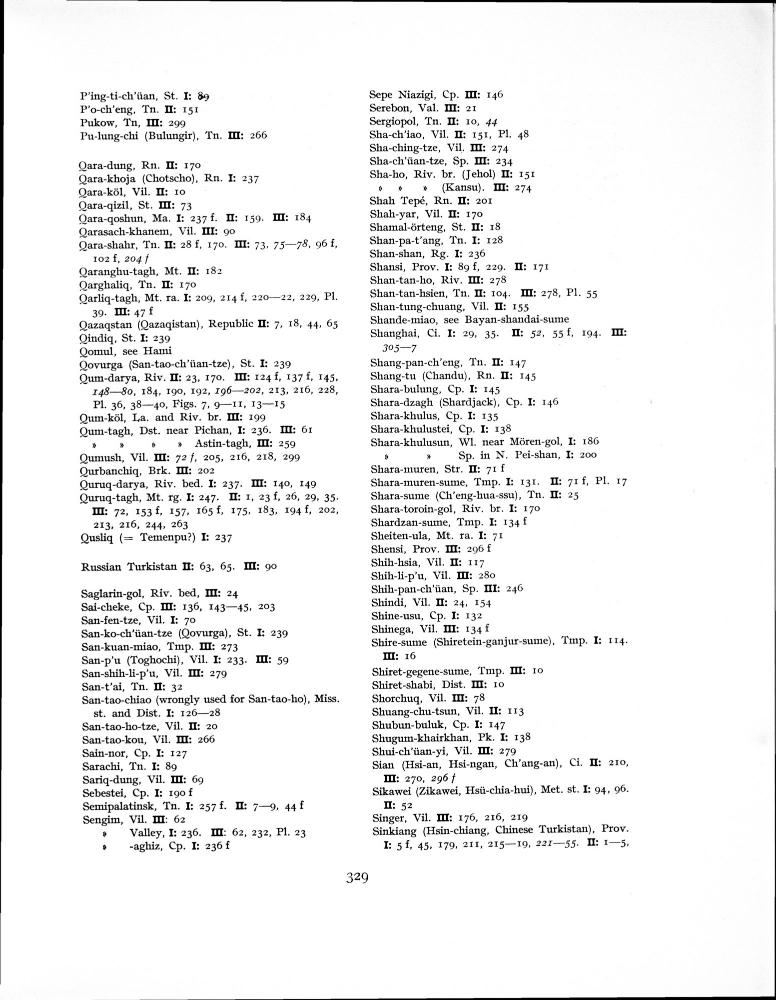 P'ing-ti-ch'üan, St. I: 89
P'o-ch'eng, Tn. II: 151
Pukow, Tn, III: 299
Pu-lung-chi (Bulungir), Tn. III: 266
Qara-dung, Rn. II: 170
Qara-khoja (Chotscho), Rn. I: 237
Qara-köl, Vil. II: 10
Qara-qizil, St. III: 73
Qara-qoshun, Ma. I: 237 f. II: 159. III: 184
Qarasach-khanem, Vil. III: 90
Qara-shahr, Tn. II: 28 f, 170. III: 73, 75—78, 96 f,
102 f, 204 f
Qaranghu-tagh, Mt. II: 182
Qarghaliq, Tn. II: 170
Qarliq-tagh, Mt. ra. I: 209, 214 f, 220—22, 229, Pl.
39. III: 47 f
Qazaqstan (Qazaqistan), Republic II: 7, 18, 44, 65
Qindiq, St. I: 239
Qomul, see Hami
Qovurga (San-tao-ch'üan-tze), St. I: 239
Qum-darya, Riv. II: 23, 170. III: 124 f, 137 f, 145,
148—80, 184, 190, 192, 196—202, 213, 216, 228,
Pl. 36, 38—40, Figs. 7, 9—11, 13—15
Qum-köl, La. and Riv. br. III: 199
Qum-tagh, Dst. near Pichan, I: 236. III: 61
» » » » Astin-tagh, III: 259
Qumush, Vil. III: 72 f, 205, 216, 218, 299
Qurbanchiq, Brk. III: 202
Quruq-darya, Riv. bed, I: 237. III: 140, 149
Quruq-tagh, Mt. rg. I: 247. II: 1, 23 f, 26, 29, 35.
III: 72, 153 f, 157, 165 f, 175, 183, 194 f, 202,
213, 216, 244, 263
Qusliq (= Temenpu?) I: 237
Russian Turkistan II: 63, 65. III: 90
Saglarin-gol, Riv. bed, III: 24
Sai-cheke, Cp. III: 136, 143—45, 203
San-fen-tze, Vil. I: 70
San-ko-ch'üan-tze (Qovurga), St. I: 239
San-kuan-miao, Tmp. III: 273
San-p'u (Toghochi), Vil. I: 233. III: 59
San-shih-li-p'u, Vil. III: 279
San-t'ai, Tn. II: 32
San-tao-chiao (wrongly used for San-tao-ho), Miss.
st. and Dist. I: 126—28
San-tao-ho-tze, Vil. II: 20
San-tao-kou, Vil. III: 266
Sain-nor, Cp. I: 127
Sarachi, Tn. I: 89
Sariq-dung, Vil. III: 69
Sebestei, Cp. I: 190 f
Semipalatinsk, Tn. I: 257 f. II: 7—9, 44 f
Sengim, Vil. III: 62
» Valley, I: 236. III: 62, 232, Pl. 23
» -aghiz, Cp. I: 236 f
Sepe Niazigi, Cp. III: 146
Serebon, Val. III: 21
Sergiopol, Tn. II: 10, 44
Sha-ch'iao, Vil. II: 151, Pl. 48
Sha-ching-tze, Vil. III: 274
Sha-ch'üan-tze, Sp. III: 234
Sha-ho, Riv. br. (Jehol) II: 151
» » » (Kansu). III: 274
Shah Tepé, Rn. II: 201
Shah-yar, Vil. II: 170
Shamal-örteng, St. II: 18
Shan-pa-t'ang, Tn. I: 128
Shan-shan, Rg. I: 236
Shansi, Prov. I: 89 f, 229. II: 171
Shan-tan-ho, Riv. III: 278
Shan-tan-hsien, Tn. II: 104. III: 278, Pl. 55
Shan-tung-chuang, Vil. II: 155
Shande-miao, see Bayan-shandai-sume
Shanghai, Ci. I: 29, 35. II: 52, 55 f, 194. III:
305—7
Shang-pan-ch'eng, Tn. II: 147
Shang-tu (Chandu), Rn. II: 145
Shara-bulung, Cp. I: 145
Shara-dzagh (Shardjack), Cp. I: 146
Shara-khulus, Cp. I: 135
Shara-khulustei, Cp. I: 138
Shara-khulusun, Wl. near Mören-gol, I: 186
» » Sp. in N. Pei-shan, I: 200
Shara-muren, Str. II: 71 f
Shara-muren-sume, Tmp. I: 131. II: 71 f, Pl. 17
Shara-sume (Ch'eng-hua-ssu), Tn. II: 25
Shara-toroin-gol, Riv. br. I: 170
Shardzan-sume, Tmp. I: 134 f
Sheiten-ula, Mt. ra. I: 71
Shensi, Prov. III: 296 f
Shih-hsia, Vil. II: 117
Shih-li-p'u, Vil. III: 280
Shih-pan-ch'üan, Sp. III: 246
Shindi, Vil. II: 24, 154
Shine-usu, Cp. I: 132
Shinega, Vil. III: 134 f
Shire-sume (Shiretein-ganjur-sume), Tmp. I: 114.
III: 16
Shiret-gegene-sume, Tmp. III: 10
Shiret-shabi, Dist. III: 10
Shorchuq, Vil. III: 78
Shuang-chu-tsun, Vil. II: 113
Shubun-buluk, Cp. I: 147
Shugum-khairkhan, Pk. I: 138
Shui-ch'üan-yi, Vil. III: 279
Sian (Hsi-an, Hsi-ngan, Ch'ang-an), Ci. II: 210,
III: 270, 296 f
Sikawei (Zikawei, Hsü-chia-hui), Met. st. I: 94, 96.
II: 52
Singer, Vil. III: 176, 216, 219
Sinkiang (Hsin-chiang, Chinese Turkistan), Prov.
I: 5 f, 45, 179, 211, 215—19, 221—55. II: 1—5,
329